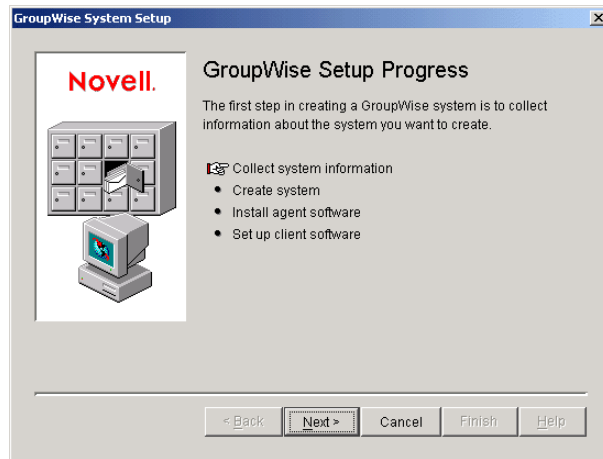 GroupWise System Setup
Novell.
GroupWise Setup Progress
The first step in creating a GroupWise system is to collect
information about the system you want to create.
Collect system information
• Create system
• Install agent software
• Set up client software
< Back
Next >
Cancel
Finish
Help